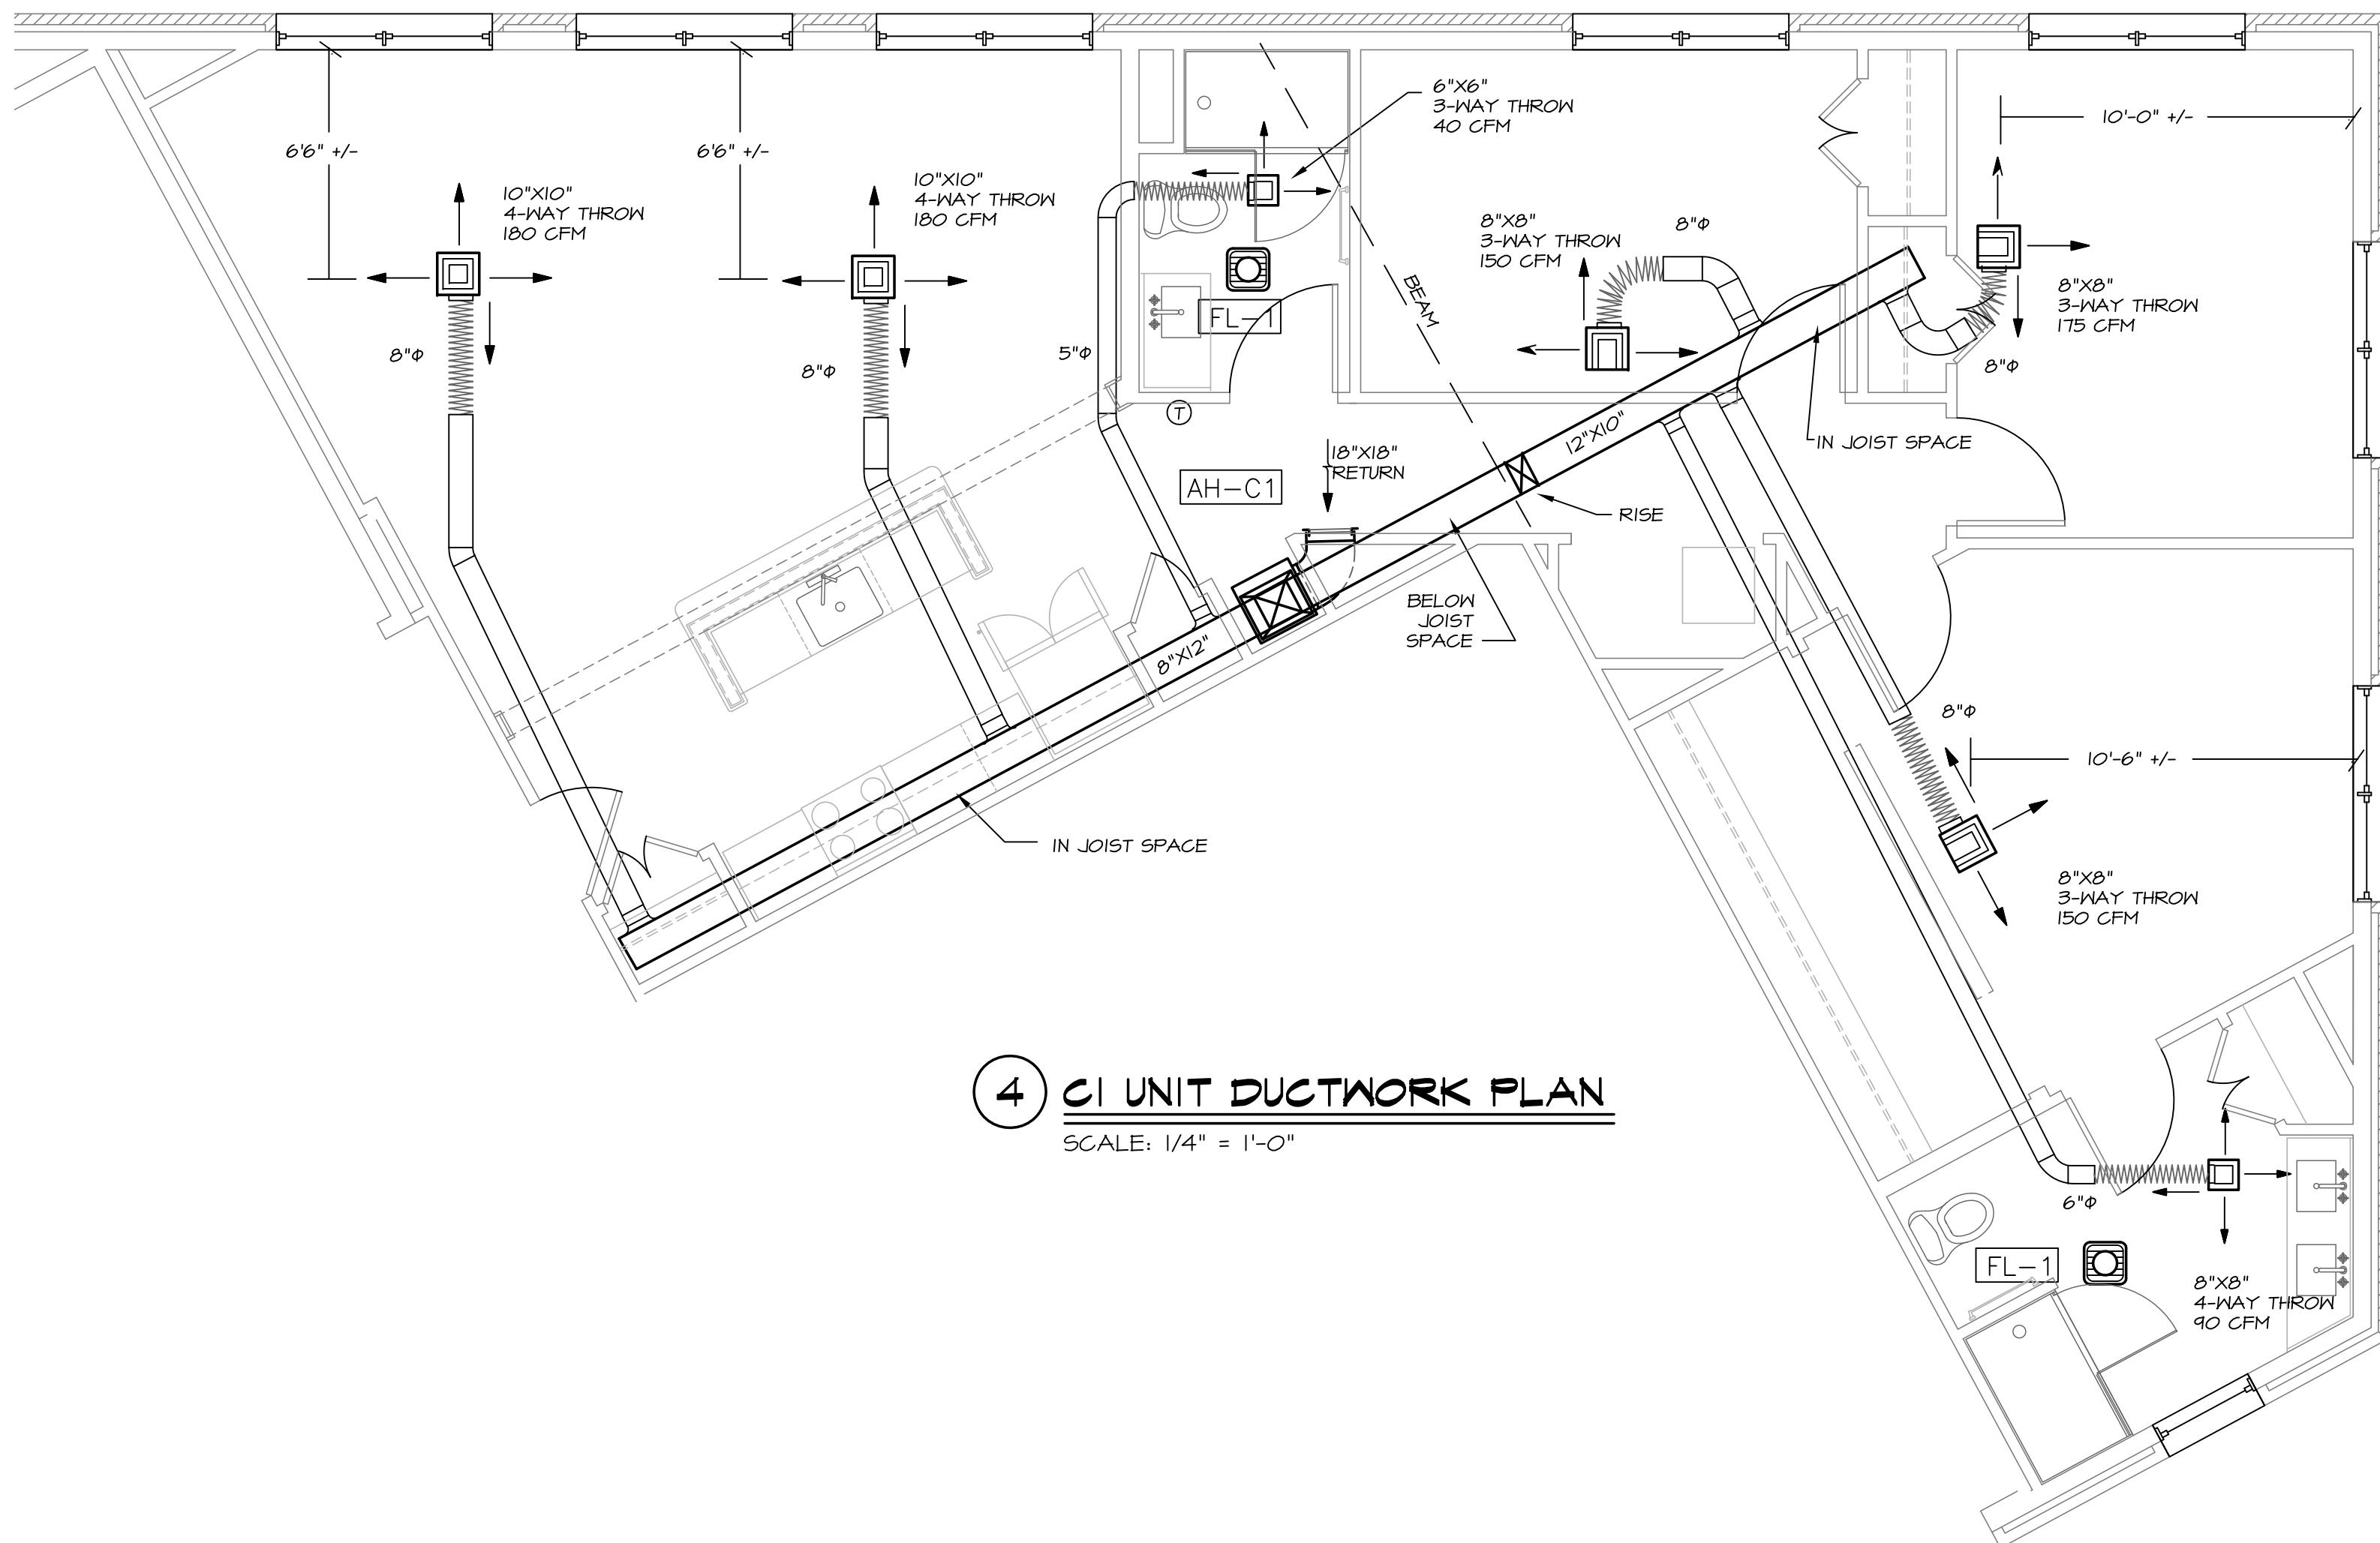 6"X6"
3-WAY THROW
40 CFM
10'-0" +/-
6'6" +/-
6'6" +/-
10"X10"
4-WAY THROW
180 CFM
10"X10"
4-WAY THROW
180 CFM
8"X8"
3-WAY THROW
150 CFM
8"Φ
BEAM
FL-1
8"X8"
3-WAY THROW
175 CFM
8"Φ
8"Φ
8"Φ
5"Φ
T
12"X10"
IN JOIST SPACE
18"X18"
RETURN
AH-C1
RISE
BELOW
JOIST
SPACE
8"X12"
8"Φ
10'-6" +/-
IN JOIST SPACE
8"X8"
3-WAY THROW
150 CFM
4 C1 UNIT DUCTWORK PLAN
SCALE: 1/4" = 1'-0"
6"Φ
FL-1
8"X8"
4-WAY THROW
90 CFM